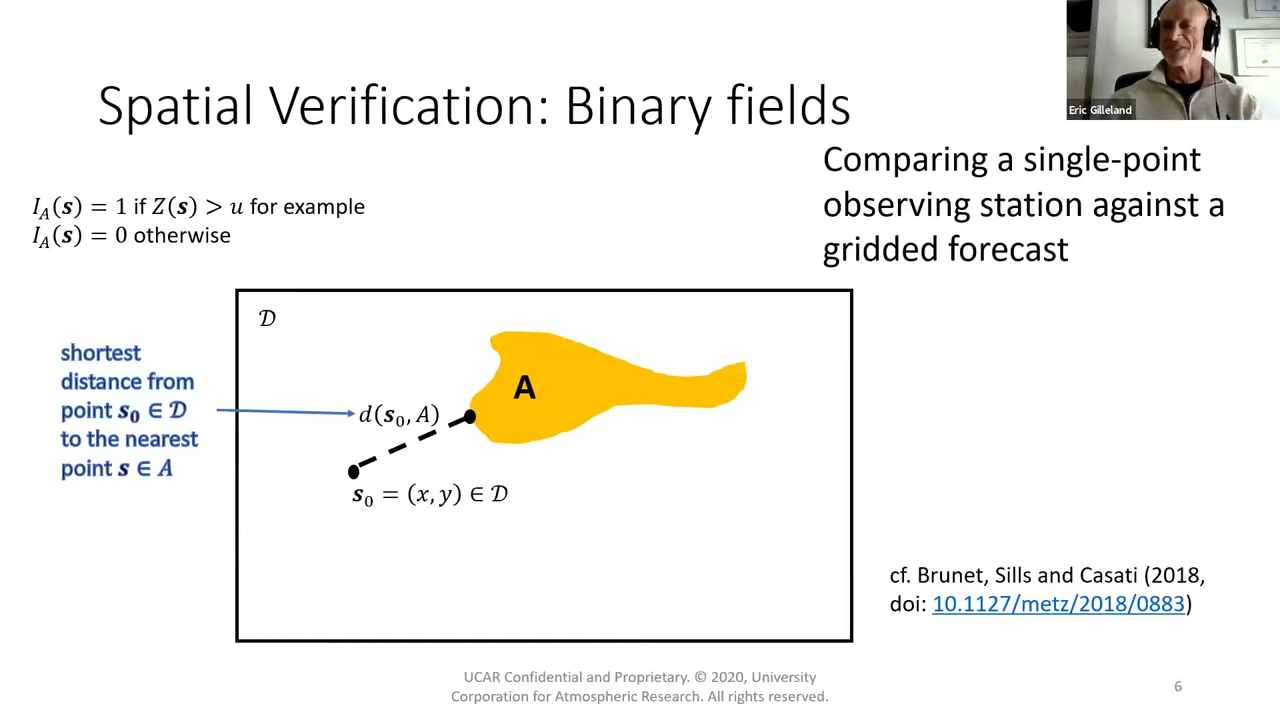 Eric Gilleland
Spatial Verification: Binary fields
Comparing a single-point
observing station against a
gridded forecast
I_A(s) = 1 if Z(s) > u for example
I_A(s) = 0 otherwise
𝒟
shortest
distance from
point s₀ ∈ 𝒟
to the nearest
point s ∈ A
A
d(s₀, A)
s₀ = (x, y) ∈ 𝒟
cf. Brunet, Sills and Casati (2018,
doi: 10.1127/metz/2018/0883)
UCAR Confidential and Proprietary. © 2020, University
Corporation for Atmospheric Research. All rights reserved.
6